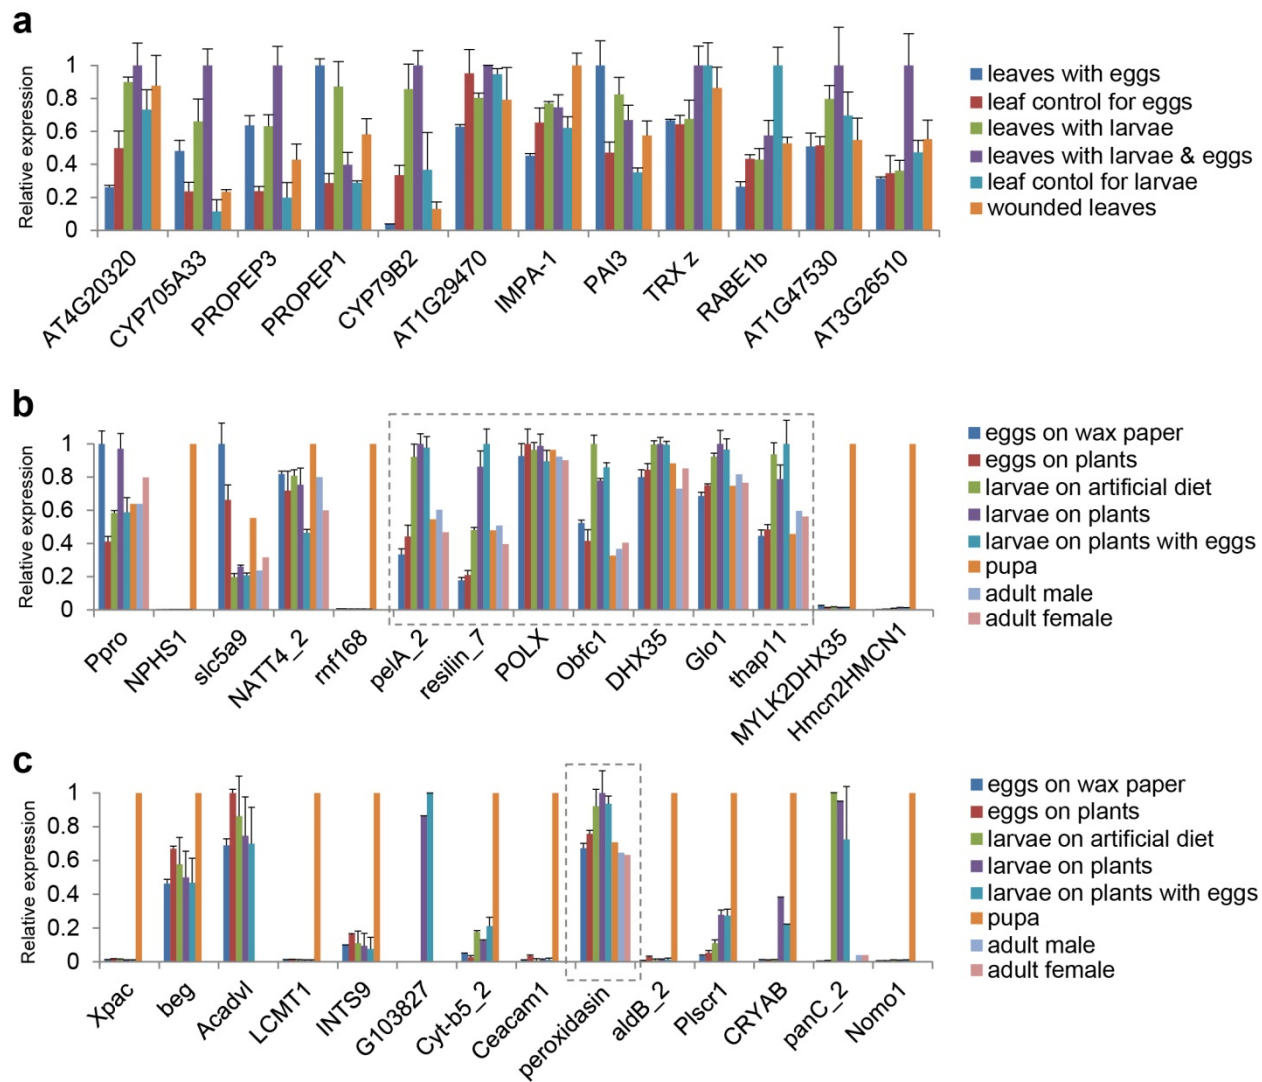 a
Relative expression
1
0.8
0.6
0.4
0.2
0
AT4G20320
CYP705A33
PROPEP3
PROPEP1
CYP79B2
AT1G29470
IMPA-1
PAI3
TRX z
RABE1b
AT1G47530
AT3G26510
leaves with eggs
leaf control for eggs
leaves with larvae
leaves with larvae & eggs
leaf contol for larvae
wounded leaves
b
Relative expression
1
0.8
0.6
0.4
0.2
0
Ppro
NPHS1
slc5a9
NATT4_2
rnf168
pelA_2
resilin_7
POLX
Obfc1
DHX35
Glo1
thap11
MYLK2DHX35
Hmcn2HMCN1
eggs on wax paper
eggs on plants
larvae on artificial diet
larvae on plants
larvae on plants with eggs
pupa
adult male
adult female
c
Relative expression
1
0.8
0.6
0.4
0.2
0
Xpac
beg
Acadvl
LCMT1
INTS9
G103827
Cyt-b5_2
Ceacam1
peroxidasin
aldB_2
Plscr1
CRYAB
panC_2
Nomo1
eggs on wax paper
eggs on plants
larvae on artificial diet
larvae on plants
larvae on plants with eggs
pupa
adult male
adult female